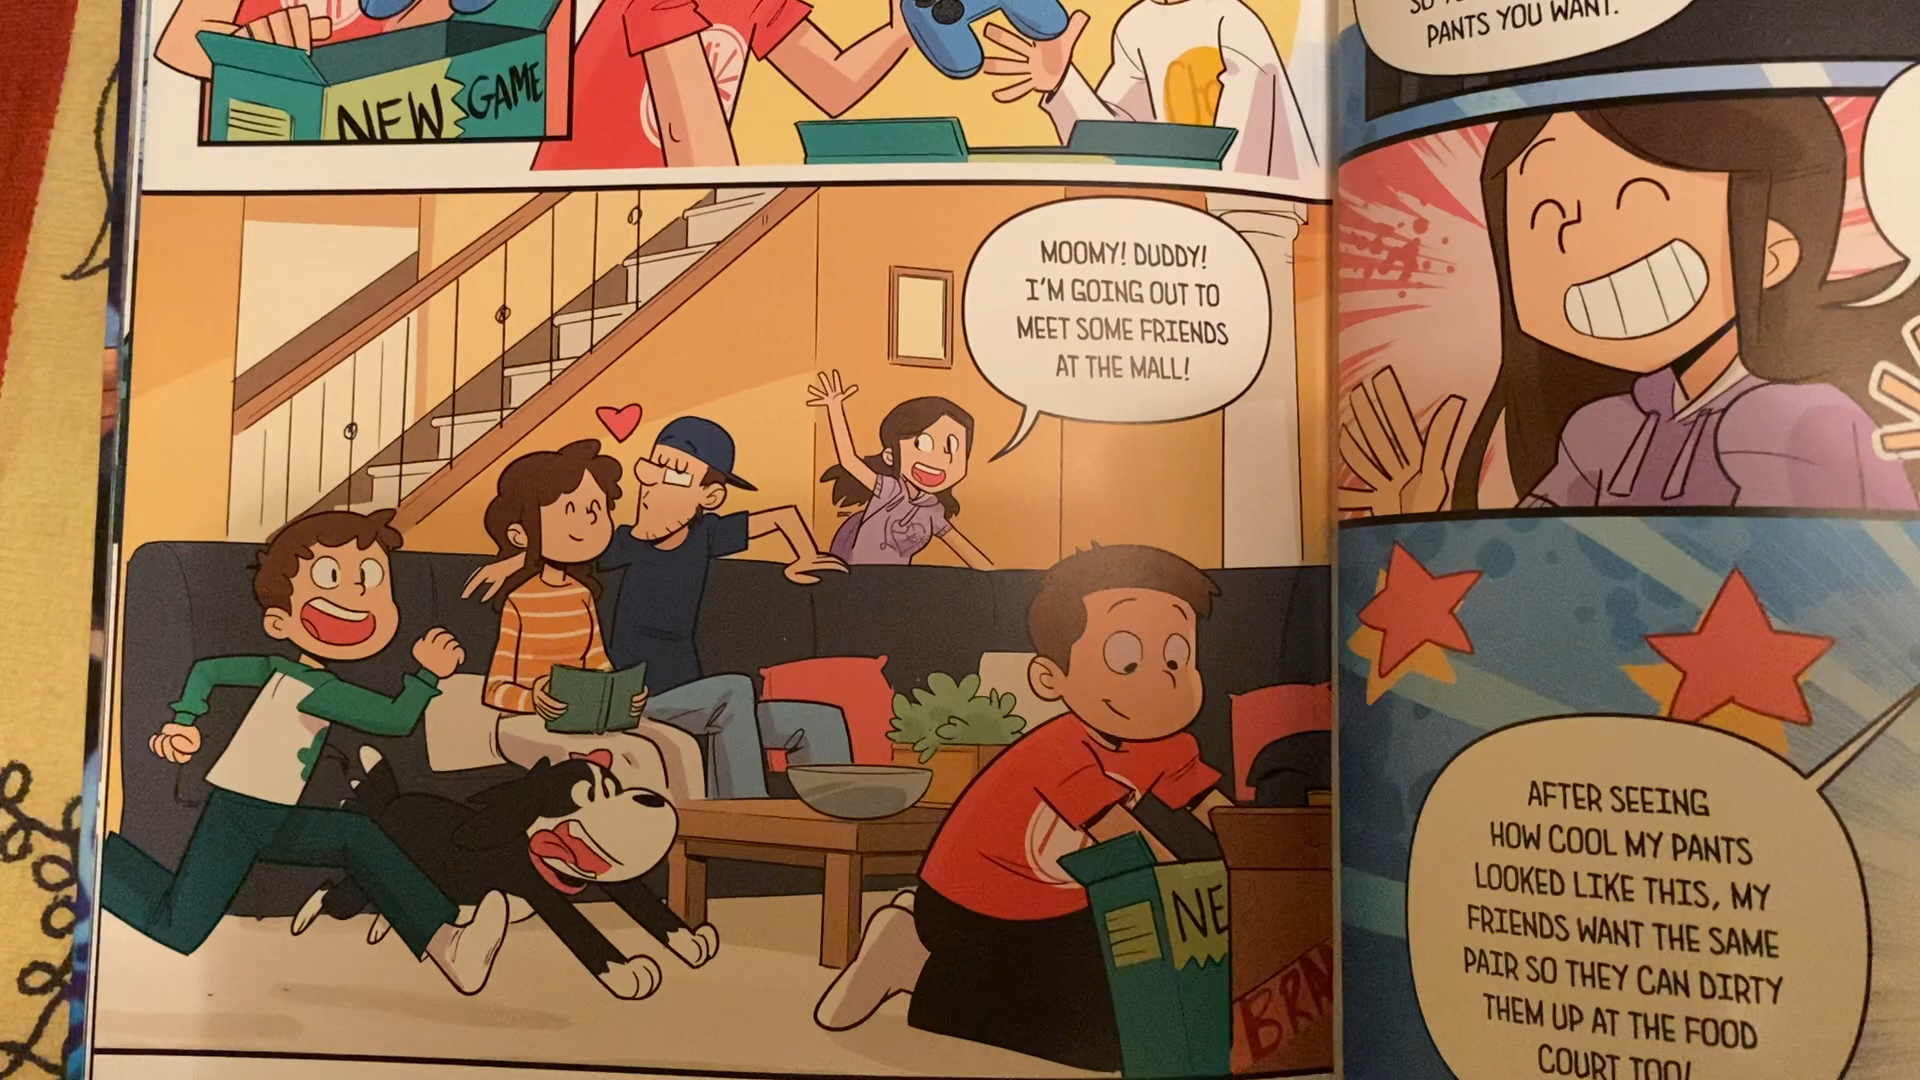 NEW GAME
MOOMY! DUDDY!
I'M GOING OUT TO
MEET SOME FRIENDS
AT THE MALL!
NE
PANTS YOU WANT.
AFTER SEEING
HOW COOL MY PANTS
LOOKED LIKE THIS, MY
FRIENDS WANT THE SAME
PAIR SO THEY CAN DIRTY
THEM UP AT THE FOOD
COURT TOO!